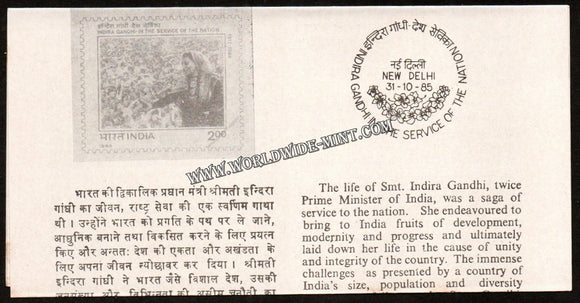 इन्दिरा गांधी-देश सेविका
INDIRA GANDHI-IN THE SERVICE OF THE NATION
भारत INDIA
2.00
इन्दिरा गांधी-देश सेविका
INDIRA GANDHI-IN THE SERVICE OF THE NATION
नई दिल्ली
NEW DELHI
31-10-85
WWW.WORLDWIDE-MINT.COM
भारत की द्विकालिक प्रधान मंत्री श्रीमती इन्दिरा
गांधी का जीवन, राष्ट्र सेवा की एक स्वर्णिम गाथा
थी। उन्होंने भारत को प्रगति के पथ पर ले जाने,
आधुनिक बनाने तथा विकसित करने के लिए प्रयत्न
किए और अन्ततः देश की एकता और अखंडता के
लिए अपना जीवन न्योछावर कर दिया। श्रीमती
इन्दिरा गांधी ने भारत जैसे विशाल देश, उसकी
The life of Smt. Indira Gandhi, twice
Prime Minister of India, was a saga of
service to the nation. She endeavoured to
bring to India fruits of development,
modernity and progress and ultimately
laid down her life in the cause of unity
and integrity of the country. The immense
challenges as presented by a country of
India's size, population and diversity